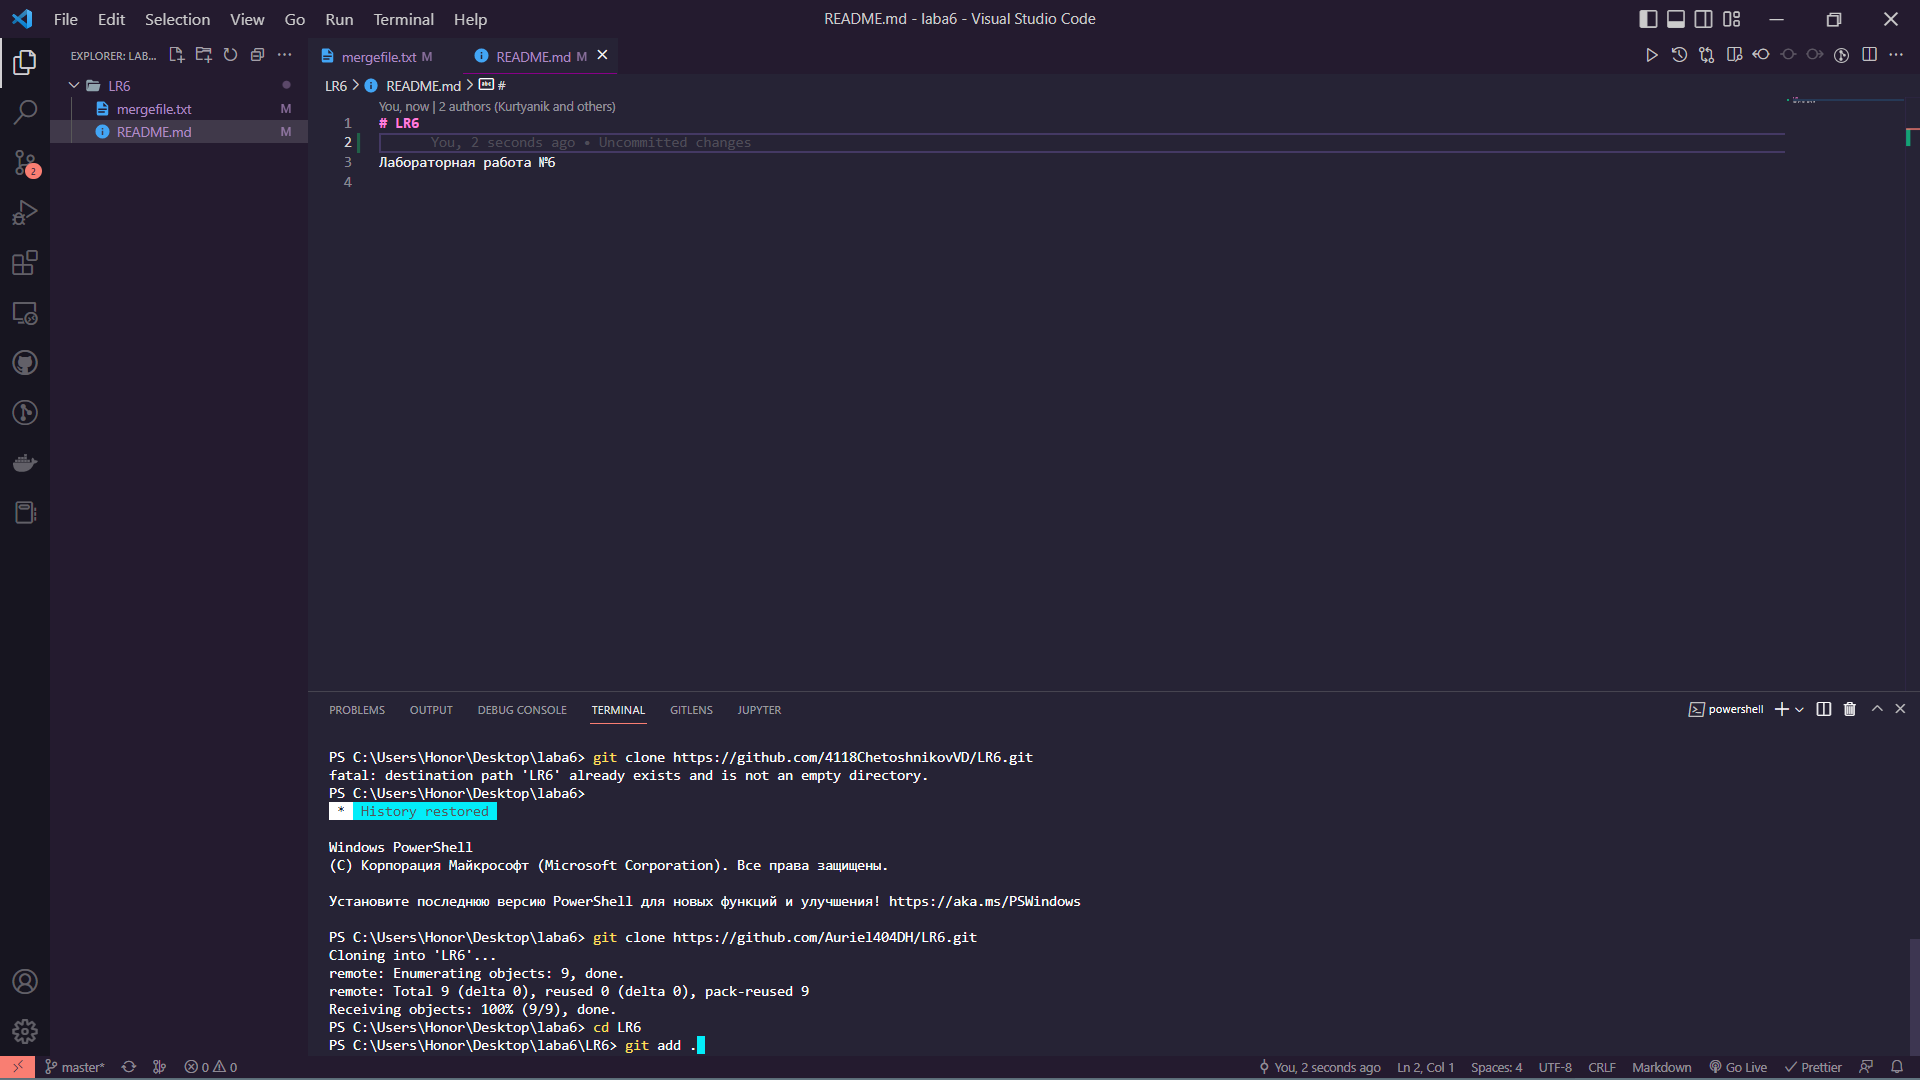 File Edit Selection View Go Run Terminal Help
README.md - laba6 - Visual Studio Code
EXPLORER: LAB...
LR6
mergefile.txt M
README.md M
2
mergefile.txt M
README.md M
LR6 > README.md > #
You, now | 2 authors (Kurtyanik and others)
1 # LR6
2 You, 2 seconds ago • Uncommitted changes
3 Лабораторная работа №6
4
PROBLEMS OUTPUT DEBUG CONSOLE TERMINAL GITLENS JUPYTER
powershell
PS C:\Users\Honor\Desktop\laba6> git clone https://github.com/4118ChetoshnikovVD/LR6.git
fatal: destination path 'LR6' already exists and is not an empty directory.
PS C:\Users\Honor\Desktop\laba6>
* History restored
Windows PowerShell
(C) Корпорация Майкрософт (Microsoft Corporation). Все права защищены.
Установите последнюю версию PowerShell для новых функций и улучшения! https://aka.ms/PSWindows
PS C:\Users\Honor\Desktop\laba6> git clone https://github.com/Auriel404DH/LR6.git
Cloning into 'LR6'...
remote: Enumerating objects: 9, done.
remote: Total 9 (delta 0), reused 0 (delta 0), pack-reused 9
Receiving objects: 100% (9/9), done.
PS C:\Users\Honor\Desktop\laba6> cd LR6
PS C:\Users\Honor\Desktop\laba6\LR6> git add .
master* 0 0 You, 2 seconds ago Ln 2, Col 1 Spaces: 4 UTF-8 CRLF Markdown Go Live Prettier